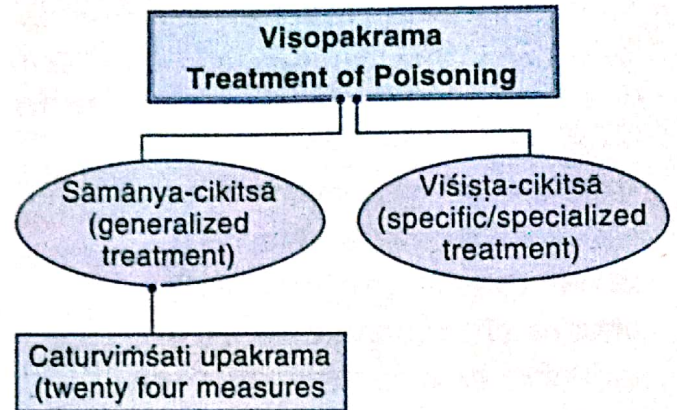 Viṣopakrama
Treatment of Poisoning
Sāmānya-cikitsā
(generalized
treatment)
Viśiṣṭa-cikitsā
(specific/specialized
treatment)
Caturviṁśati upakrama
(twenty four measures